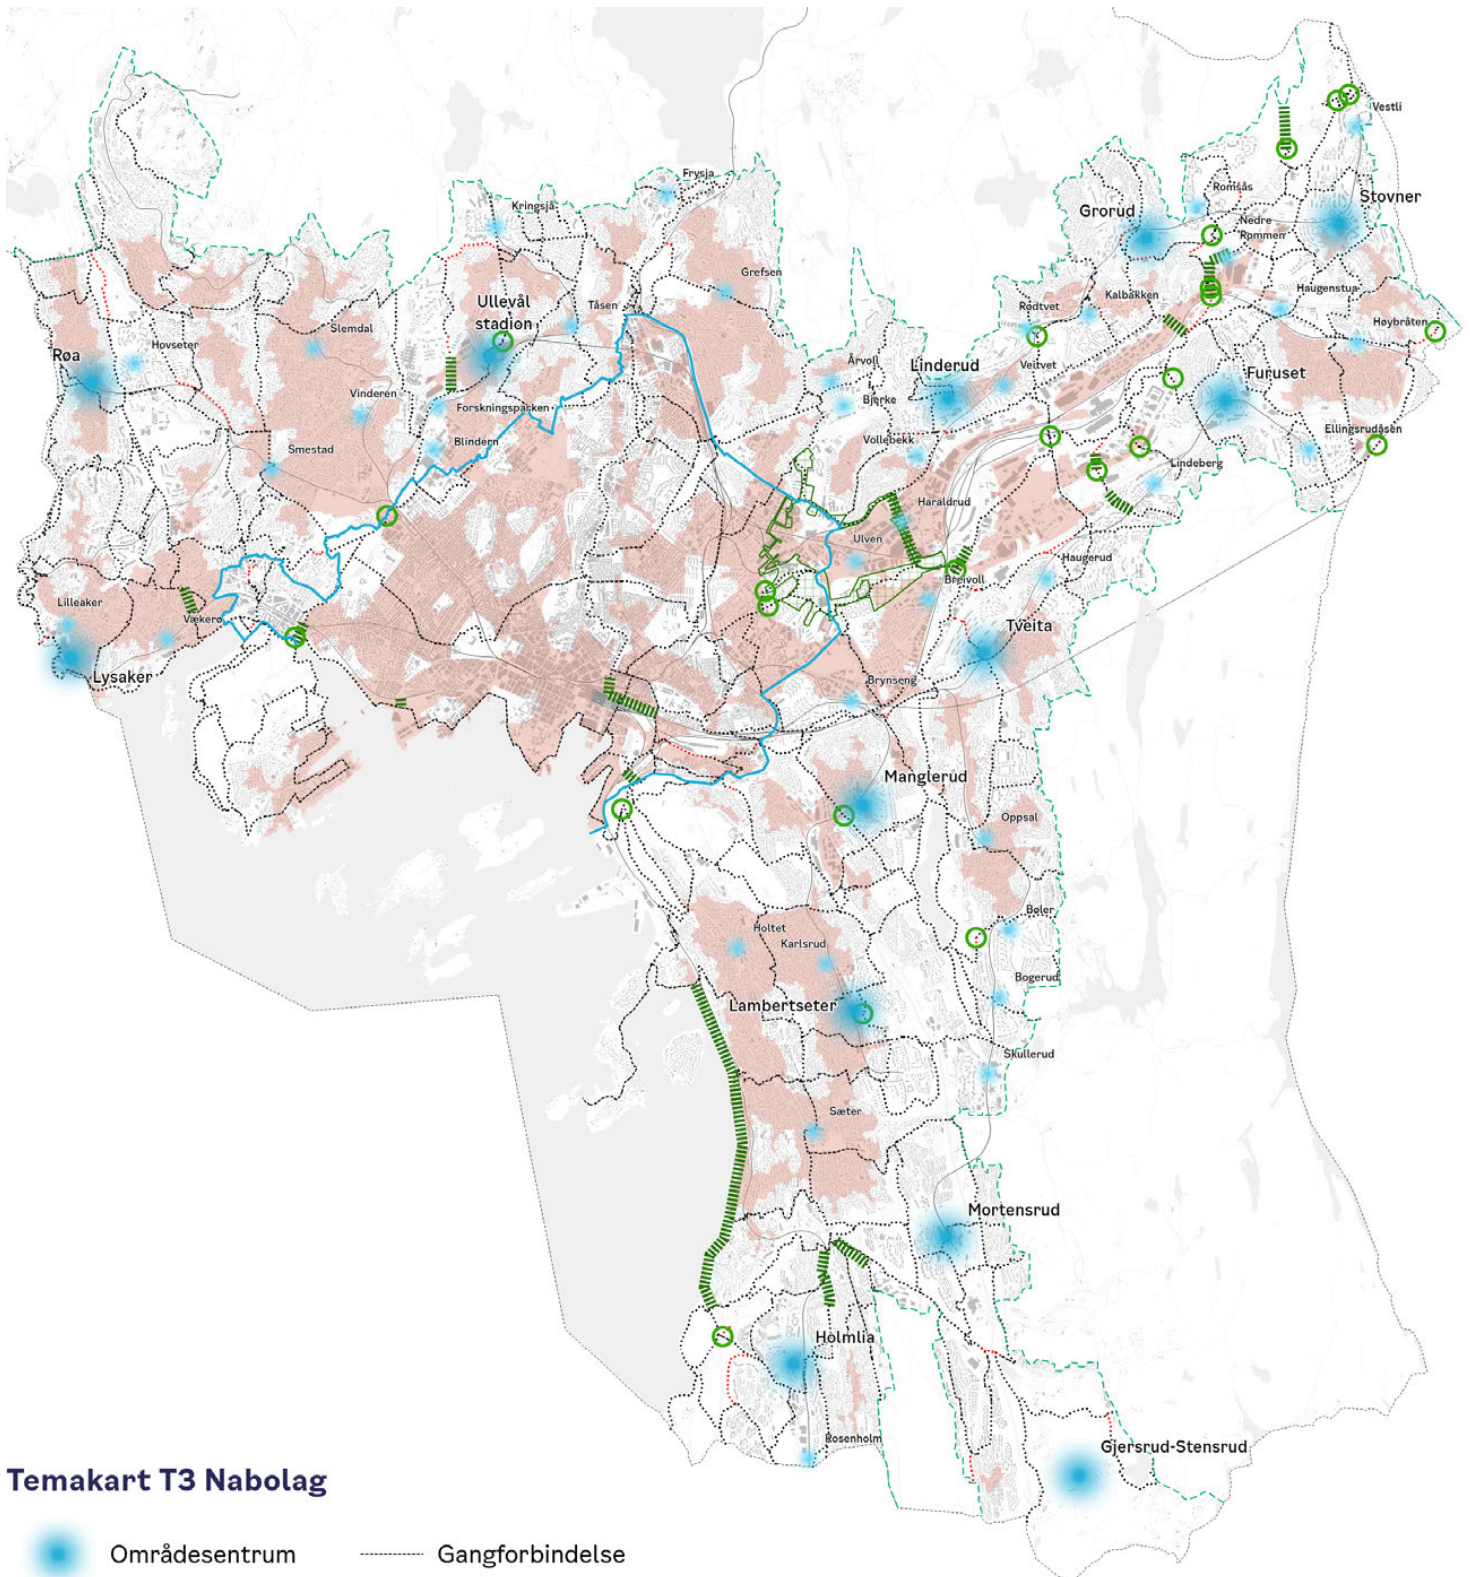 Vestli
Frysja
Romsås
Stovner
Kringsjå
Grorud
Nedre
Rommen
Grefsen
Ullevål
stadion
Tåsen
Rødtvet
Kalbakken
Haugenstua
Høybråten
Slemdal
Røa
Hovseter
Årvoll
Linderud
Veitvet
Furuset
Vinderen
Forskningsparken
Bjerke
Blindern
Vollebekk
Ellingsrudåsen
Smestad
Lindeberg
Haraldrud
Ulven
Haugerud
Breivoll
Lilleaker
Vækerø
Tveita
Lysaker
Brynseng
Manglerud
Oppsal
Bøler
Holtet
Karlsrud
Bogerud
Lambertseter
Skullerud
Sæter
Mortensrud
Holmlia
Rosenholm
Gjersrud-Stensrud
Temakart T3 Nabolag
Områdesentrum
Gangforbindelse